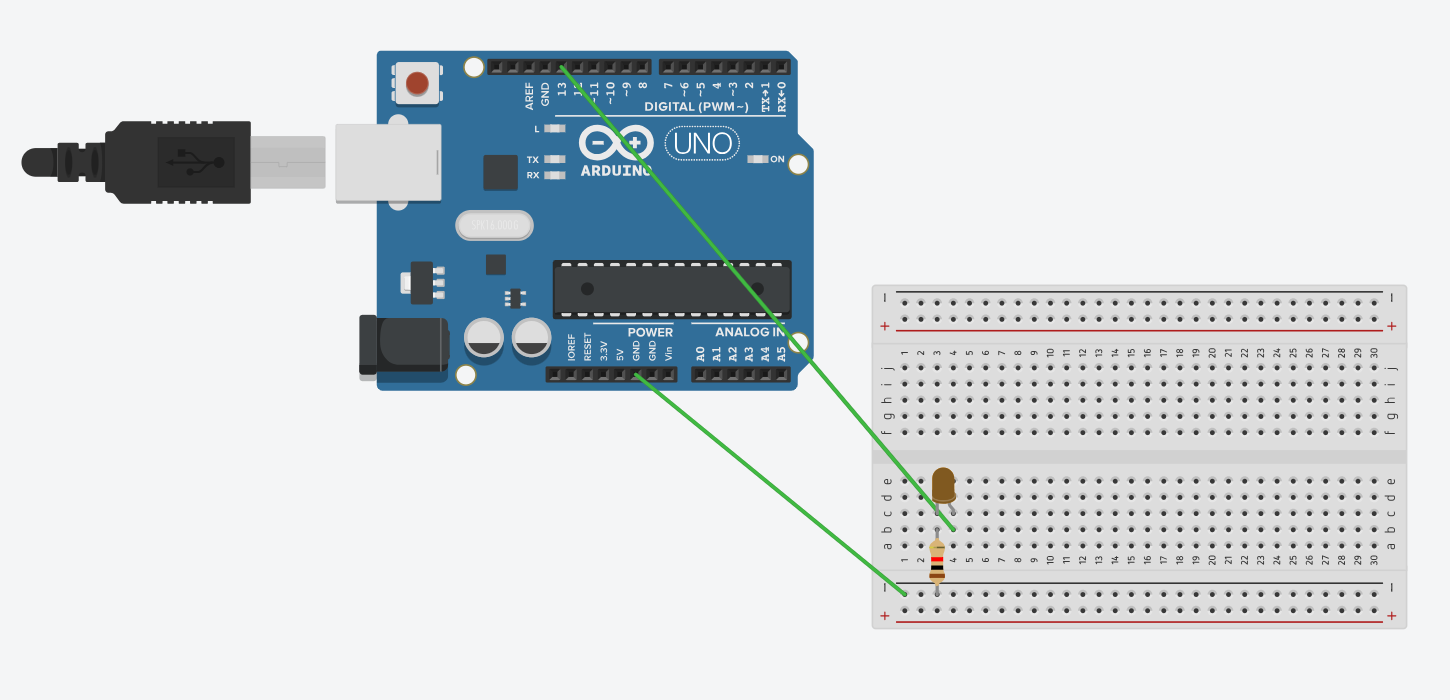 AREF GND 13 ~11 ~10 ~9 8 7 ~6 ~5 4 ~3 2 TX→1 RX←0
DIGITAL (PWM~)
L
TX
RX
ARDUINO
UNO
ON
POWER ANALOG IN
IOREF RESET 3.3V 5V GND GND Vin A0 A1 A2 A3 A4 A5
− −
+ +
1 2 3 4 5 6 7 8 9 10 11 12 13 14 15 16 17 18 19 20 21 22 23 24 25 26 27 28 29 30
j j
i i
h h
g g
f f
e e
d d
c c
b b
a a
1 2 3 4 5 6 7 8 9 10 11 12 13 14 15 16 17 18 19 20 21 22 23 24 25 26 27 28 29 30
− −
+ +